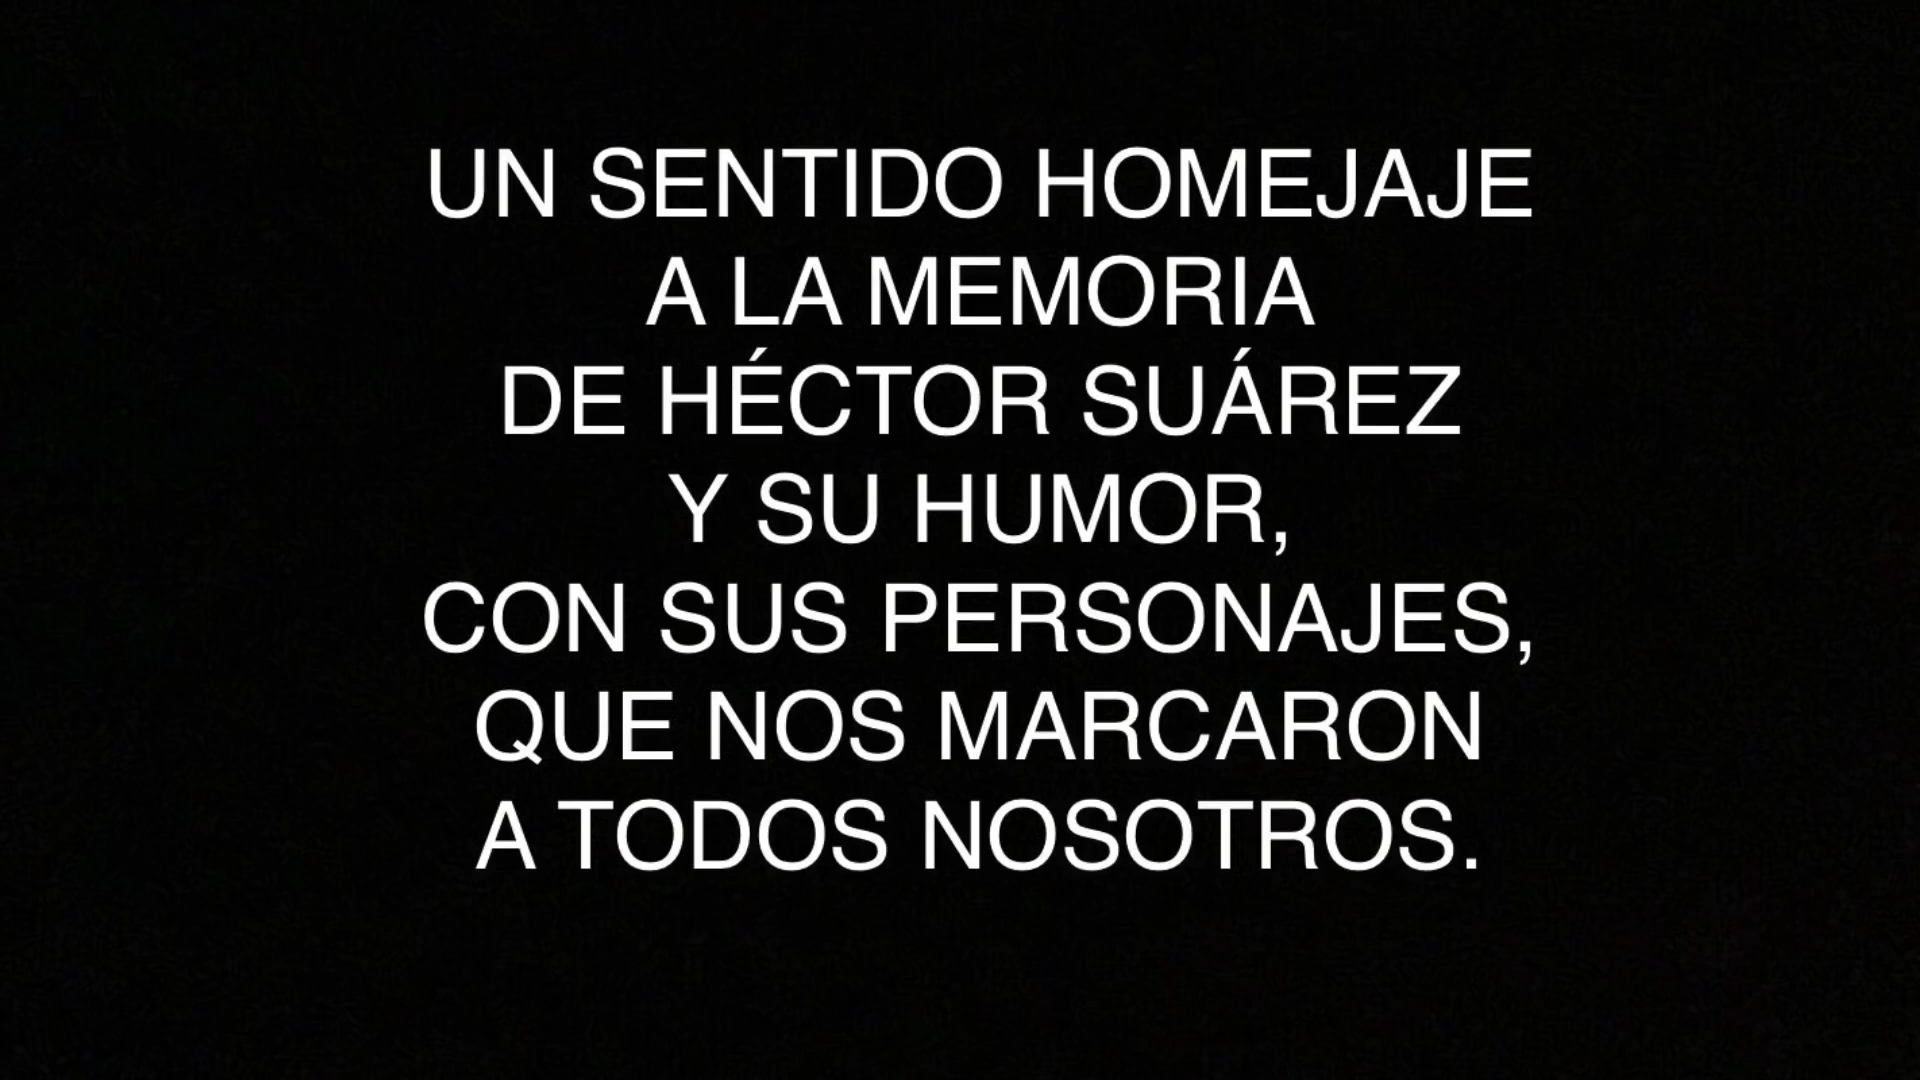 UN SENTIDO HOMEJAJE
A LA MEMORIA
DE HÉCTOR SUÁREZ
Y SU HUMOR,
CON SUS PERSONAJES,
QUE NOS MARCARON
A TODOS NOSOTROS.